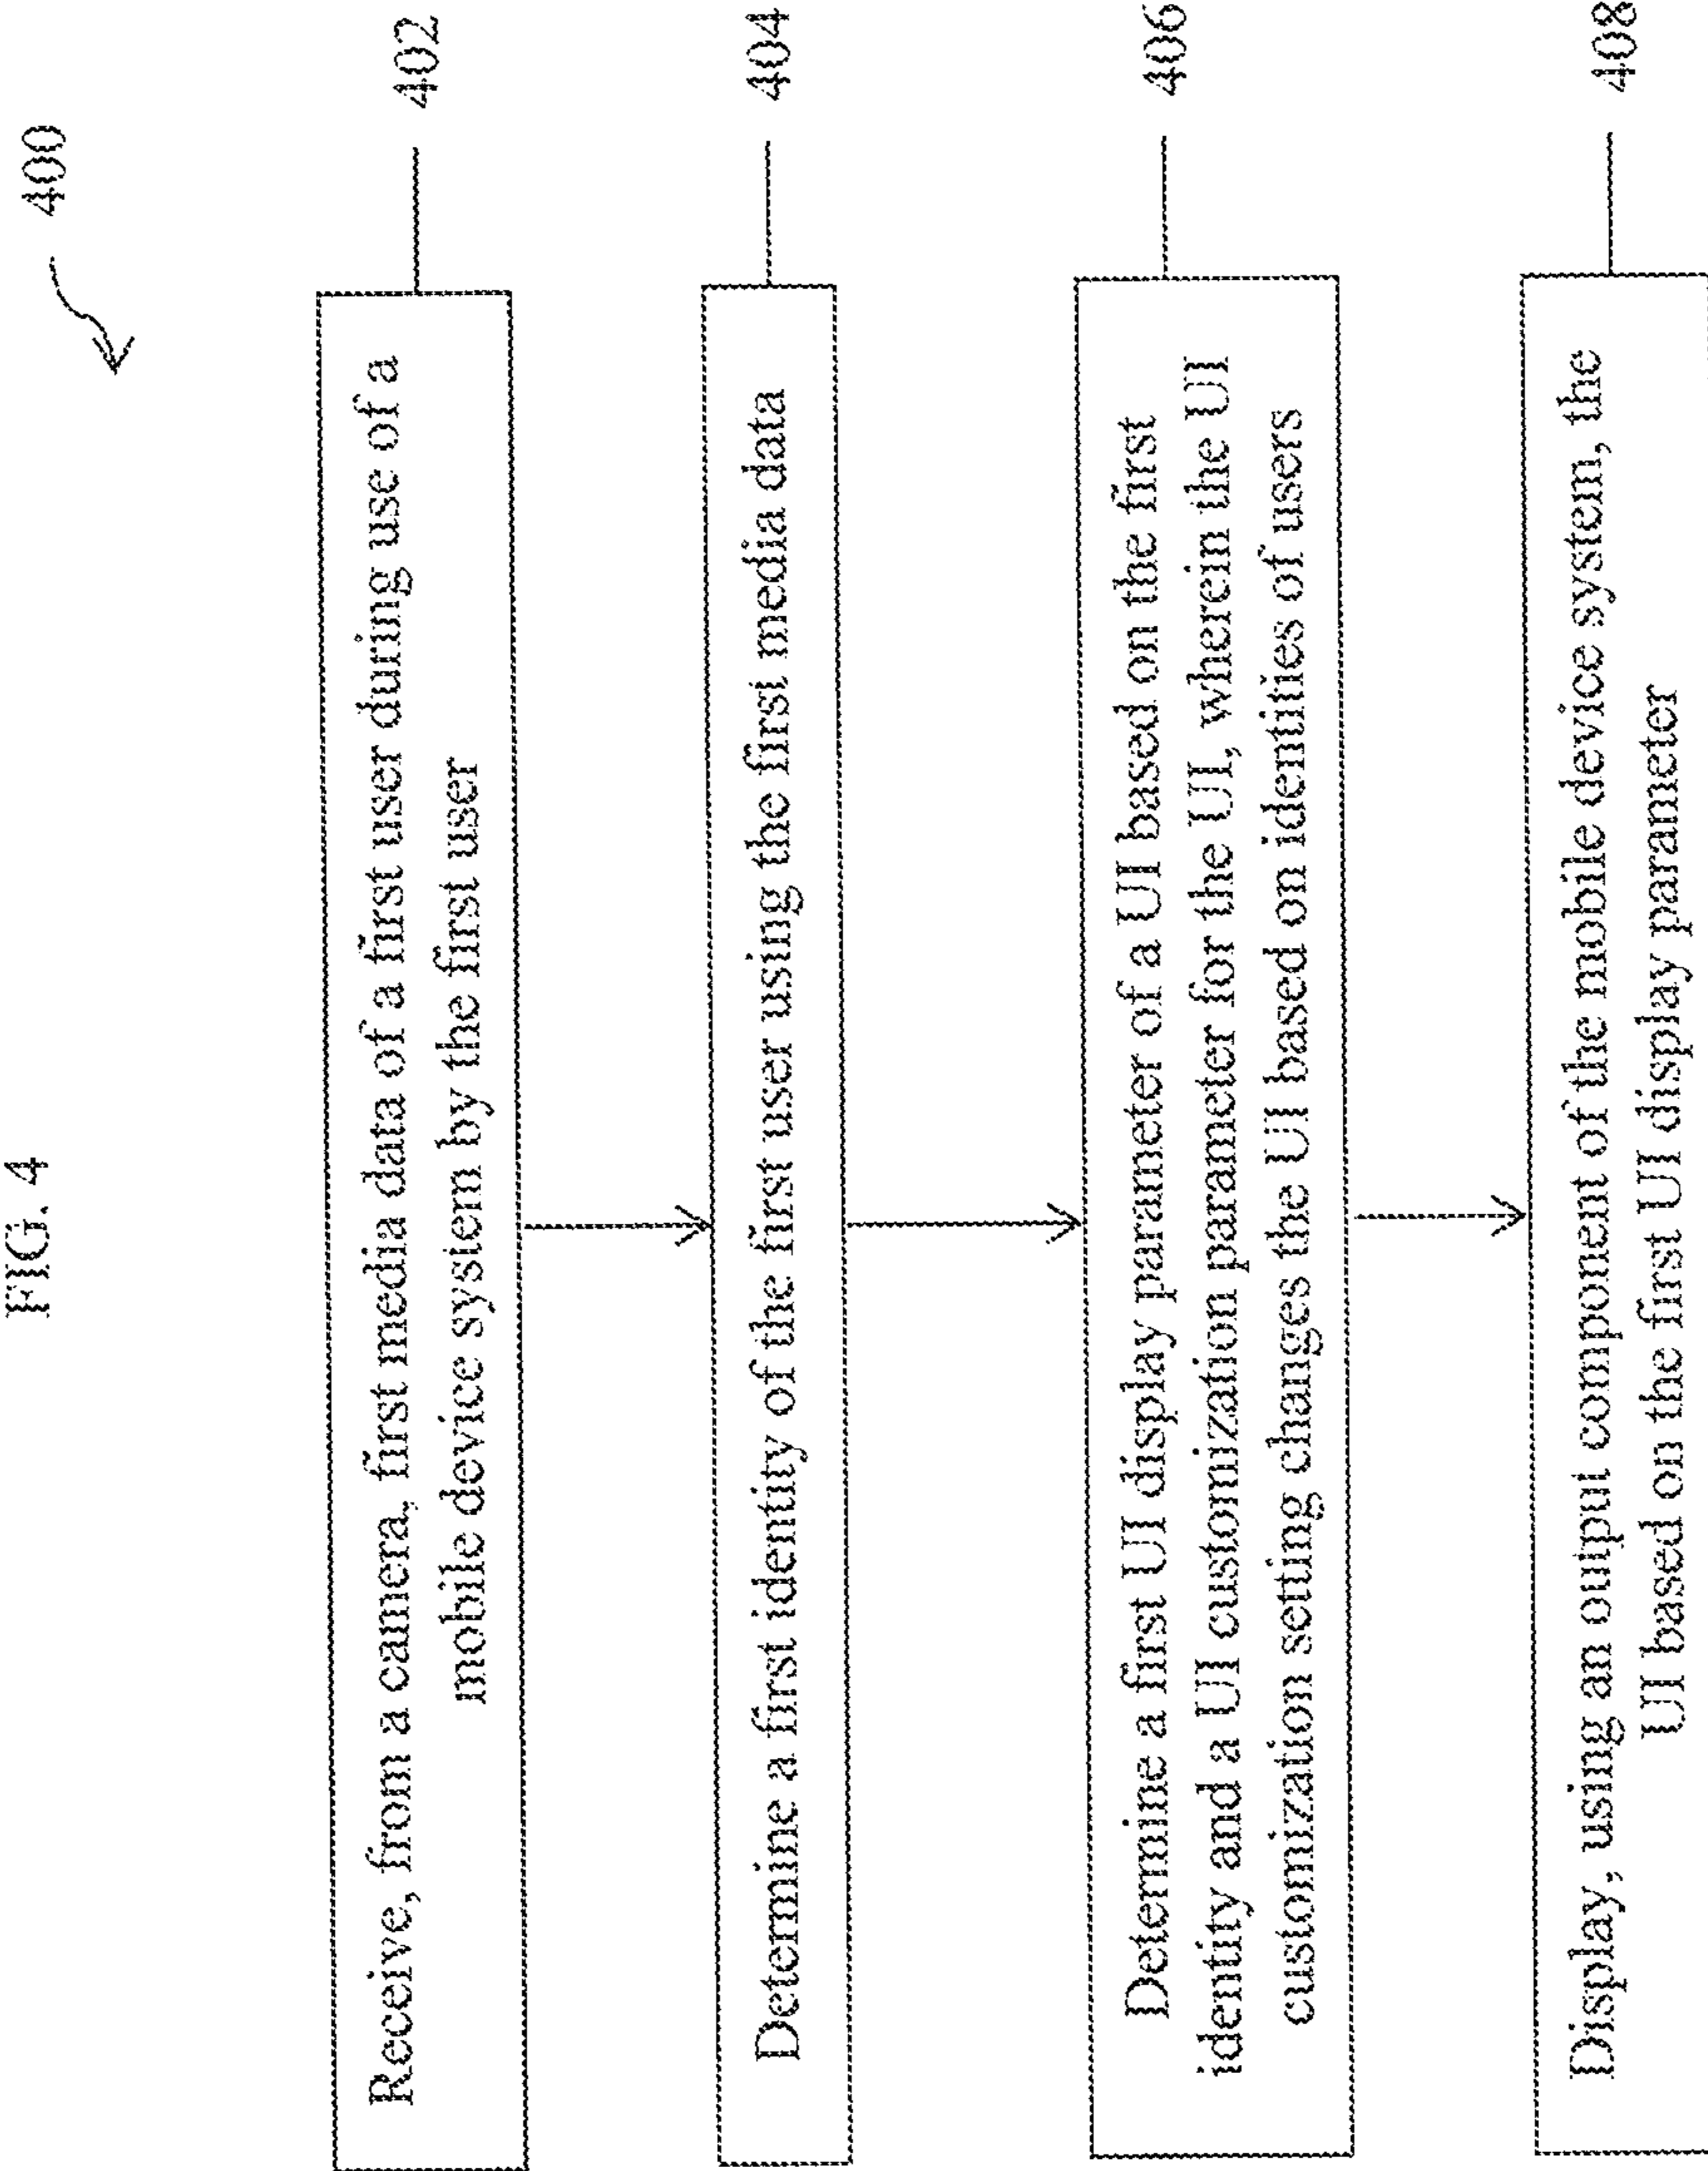 FIG. 4
400
Receive, from a camera, first media data of a first user during use of a
mobile device system by the first user
402
Determine a first identity of the first user using the first media data
404
Determine a first UI display parameter of a UI based on the first
identity and a UI customization parameter for the UI, wherein the UI
customization setting changes the UI based on identities of users
406
Display, using an output component of the mobile device system, the
UI based on the first UI display parameter
408